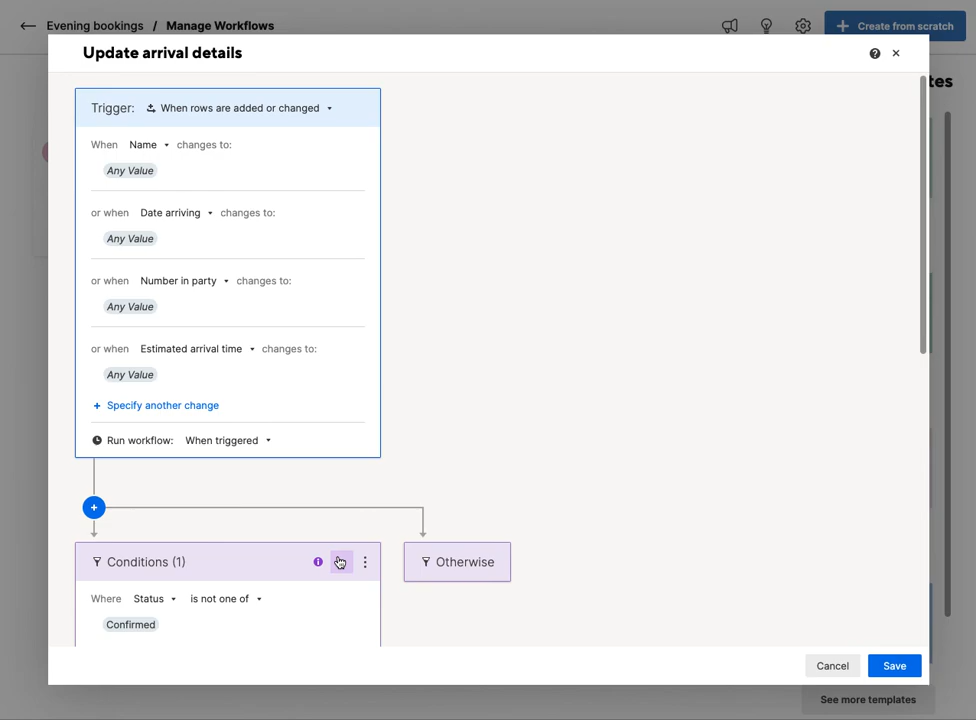 Evening bookings / Manage Workflows
Create from scratch
Update arrival details
tes
Trigger: When rows are added or changed
When Name changes to:
Any Value
or when Date arriving changes to:
Any Value
or when Number in party changes to:
Any Value
or when Estimated arrival time changes to:
Any Value
+ Specify another change
Run workflow: When triggered
Conditions (1)
Otherwise
Where Status is not one of
Confirmed
Cancel
Save
See more templates